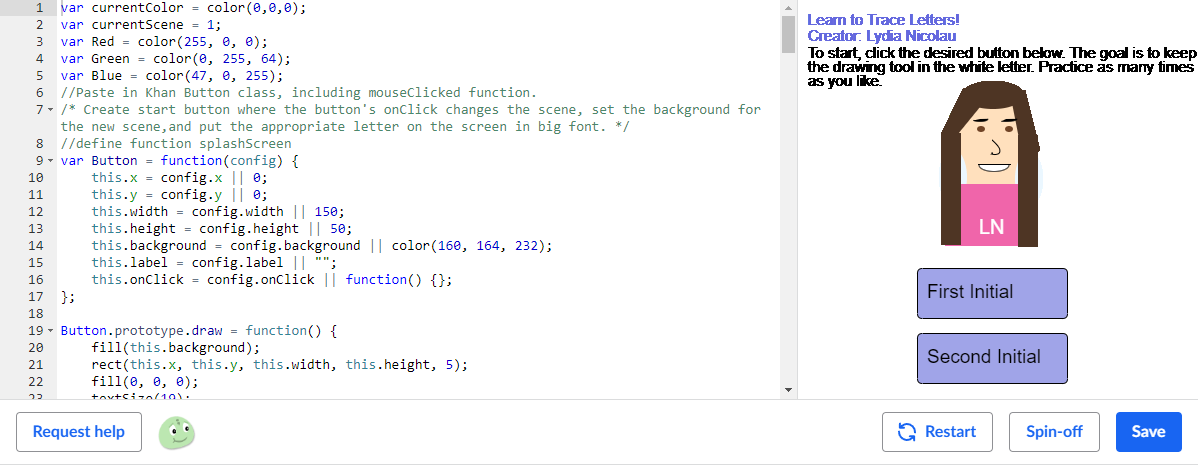 1 var currentColor = color(0,0,0);
2 var currentScene = 1;
3 var Red = color(255, 0, 0);
4 var Green = color(0, 255, 64);
5 var Blue = color(47, 0, 255);
6 //Paste in Khan Button class, including mouseClicked function.
7 /* Create start button where the button's onClick changes the scene, set the background for
the new scene,and put the appropriate letter on the screen in big font. */
8 //define function splashScreen
9 var Button = function(config) {
10 this.x = config.x || 0;
11 this.y = config.y || 0;
12 this.width = config.width || 150;
13 this.height = config.height || 50;
14 this.background = config.background || color(160, 164, 232);
15 this.label = config.label || "";
16 this.onClick = config.onClick || function() {};
17 };
18
19 Button.prototype.draw = function() {
20 fill(this.background);
21 rect(this.x, this.y, this.width, this.height, 5);
22 fill(0, 0, 0);
23 textSize(19);
Learn to Trace Letters!
Creator: Lydia Nicolau
To start, click the desired button below. The goal is to keep
the drawing tool in the white letter. Practice as many times
as you like.
LN
First Initial
Second Initial
Request help
Restart
Spin-off
Save